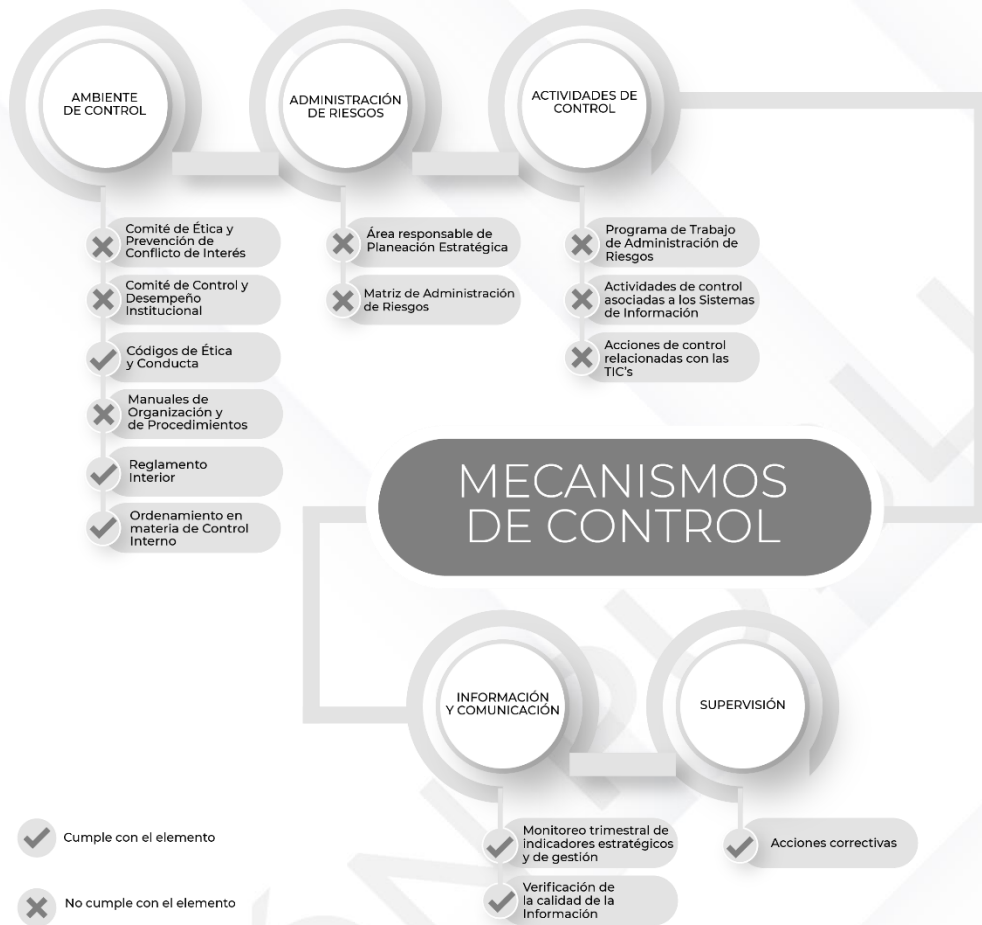 AMBIENTE
DE CONTROL
Comité de Ética y
Prevención de
Conflicto de Interés
Comité de Control y
Desempeño
Institucional
Códigos de Ética
y Conducta
Manuales de
Organización y
de Procedimientos
Reglamento
Interior
Ordenamiento en
materia de Control
Interno
ADMINISTRACIÓN
DE RIESGOS
Área responsable de
Planeación Estratégica
Matriz de Administración
de Riesgos
ACTIVIDADES DE
CONTROL
Programa de Trabajo
de Administración de
Riesgos
Actividades de control
asociadas a los Sistemas
de Información
Acciones de control
relacionadas con las
TIC's
MECANISMOS
DE CONTROL
INFORMACIÓN
Y COMUNICACIÓN
Monitoreo trimestral de
indicadores estratégicos
y de gestión
Verificación de
la calidad de la
Información
SUPERVISIÓN
Acciones correctivas
Cumple con el elemento
No cumple con el elemento